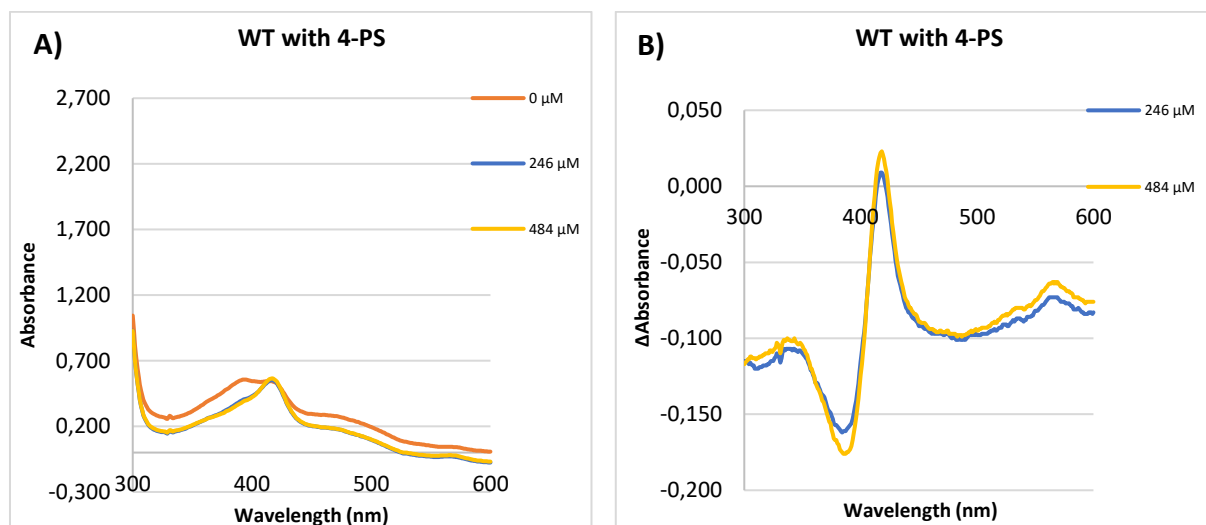 A)
WT with 4-PS
2,700
2,200
1,700
1,200
0,700
0,200
-0,300
Absorbance
300
400
500
600
Wavelength (nm)
0 µM
246 µM
484 µM
B)
WT with 4-PS
0,050
0,000
-0,050
-0,100
-0,150
-0,200
ΔAbsorbance
300
400
500
600
Wavelength (nm)
246 µM
484 µM